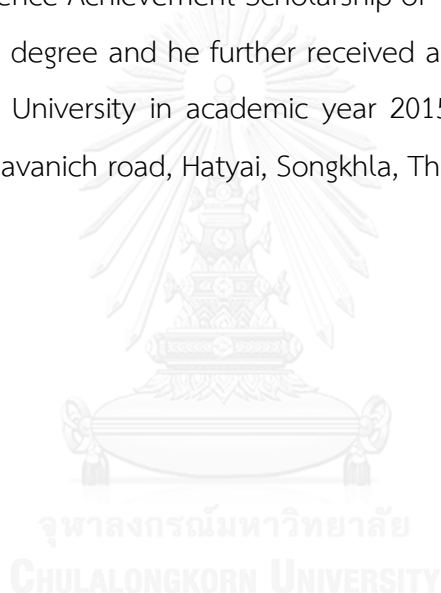 ence Achievement Scholarship of
degree and he further received a
University in academic year 2015
avanich road, Hatyai, Songkhla, Th
จุฬาลงกรณ์มหาวิทยาลัย
CHULALONGKORN UNIVERSITY